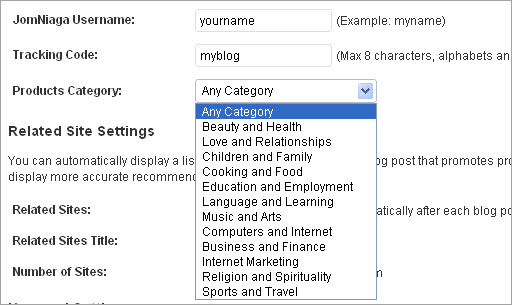 JomNiaga Username: yourname (Example: myname)
Tracking Code: myblog (Max 8 characters, alphabets an
Products Category: Any Category
Any Category
Beauty and Health
Love and Relationships
Children and Family
Cooking and Food
Education and Employment
Language and Learning
Music and Arts
Computers and Internet
Business and Finance
Internet Marketing
Religion and Spirituality
Sports and Travel
Related Site Settings
You can automatically display a lis log post that promotes pro
display more accurate recommen
Related Sites: matically after each blog po
Related Sites Title:
Number of Sites: